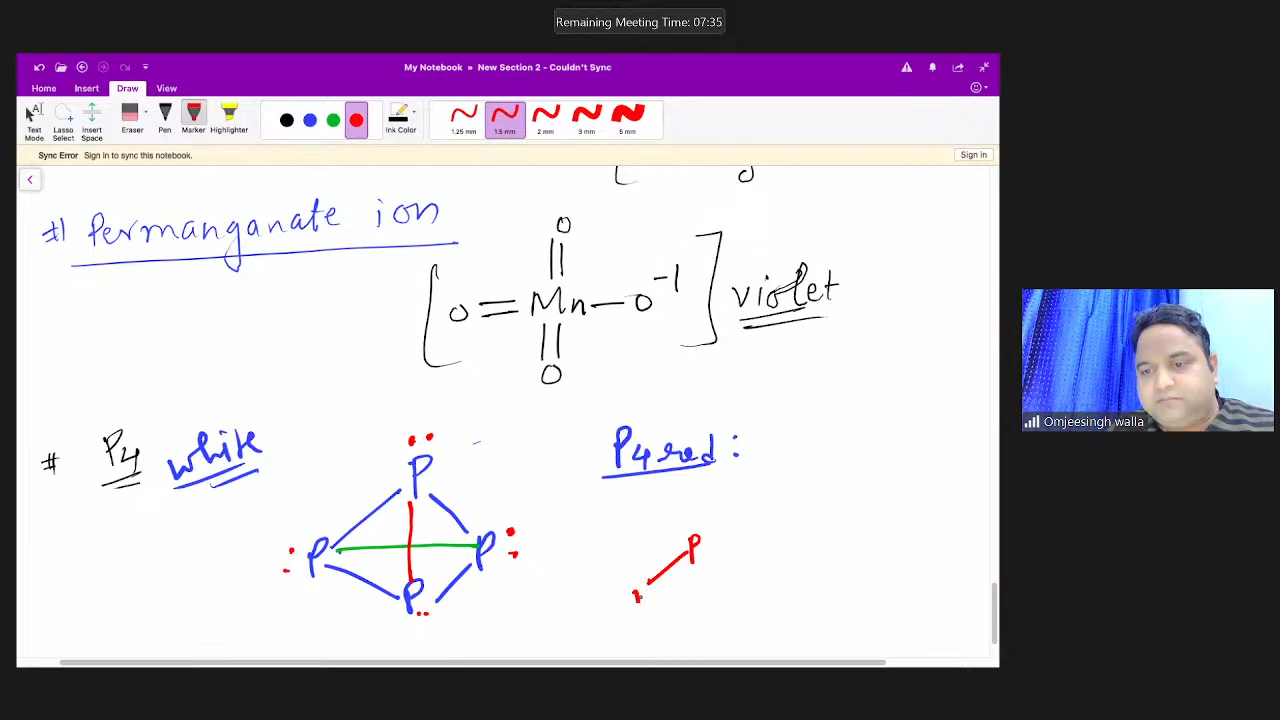 Remaining Meeting Time: 07:35
My Notebook » New Section 2 - Couldn't Sync
Home Insert Draw View
Text Mode
Lasso Select
Insert Space
Eraser
Pen
Marker
Highlighter
Ink Color
1.25 mm
1.5 mm
2 mm
3 mm
5 mm
Sync Error Sign in to sync this notebook.
Sign in
O
# Permanganate ion
O
[ O = Mn — O -1 ] violet
O
# P4 white
P4 red :
P
P P
P
P
Omjeesingh walla